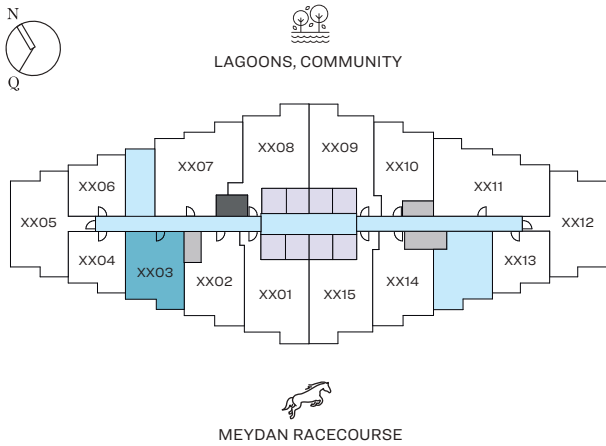 N
Q
LAGOONS, COMMUNITY
XX08
XX09
XX07
XX10
XX06
XX11
XX05
XX12
XX04
XX03
XX02
XX01
XX15
XX14
XX13
MEYDAN RACECOURSE